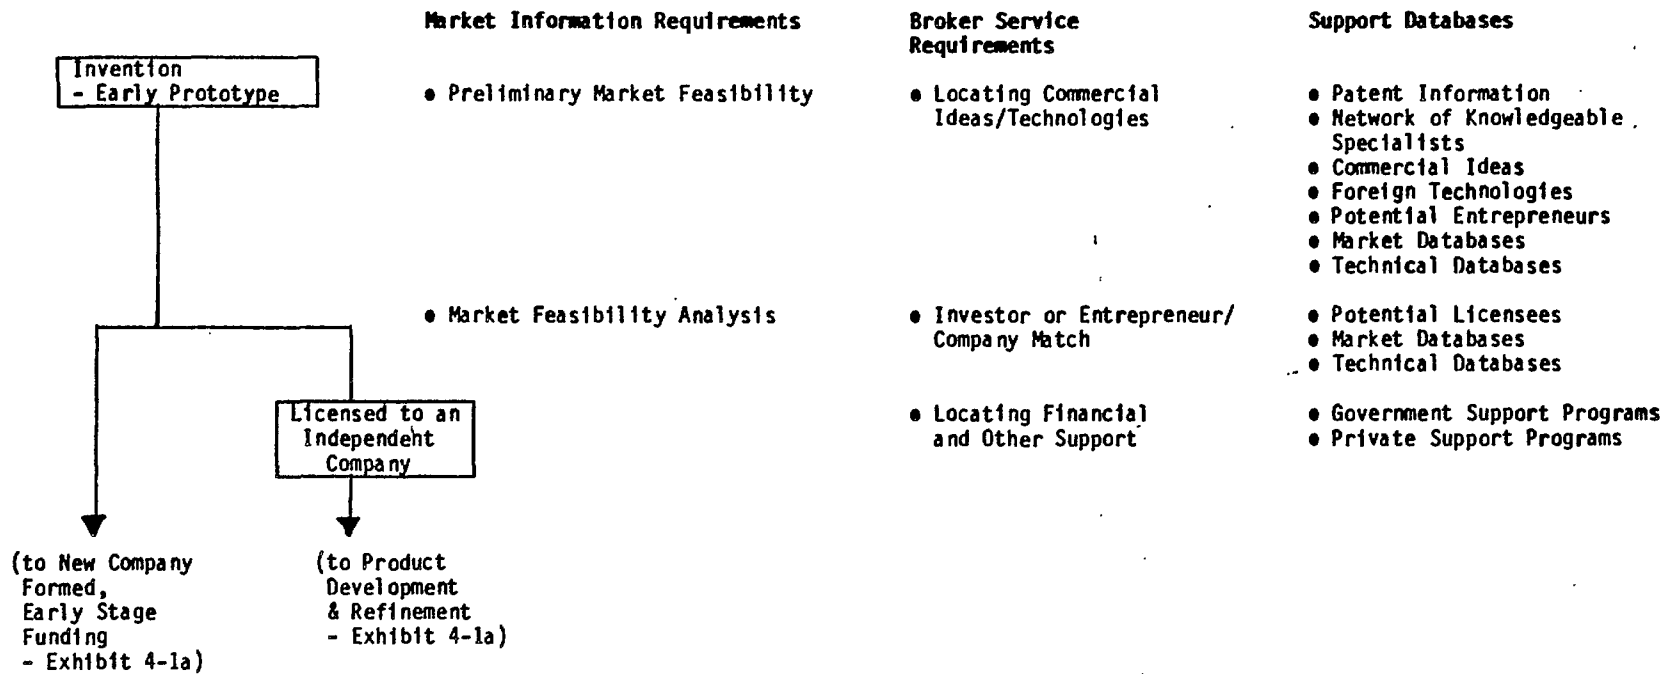 Market Information Requirements
Broker Service
Requirements
Support Databases
Invention
- Early Prototype
• Preliminary Market Feasibility
• Locating Commercial
Ideas/Technologies
• Patent Information
• Network of Knowledgeable
Specialists
• Commercial Ideas
• Foreign Technologies
• Potential Entrepreneurs
• Market Databases
• Technical Databases
• Market Feasibility Analysis
• Investor or Entrepreneur/
Company Match
• Potential Licensees
• Market Databases
• Technical Databases
Licensed to an
Independent
Company
• Locating Financial
and Other Support
• Government Support Programs
• Private Support Programs
(to New Company
Formed,
Early Stage
Funding
- Exhibit 4-1a)
(to Product
Development
& Refinement
- Exhibit 4-1a)